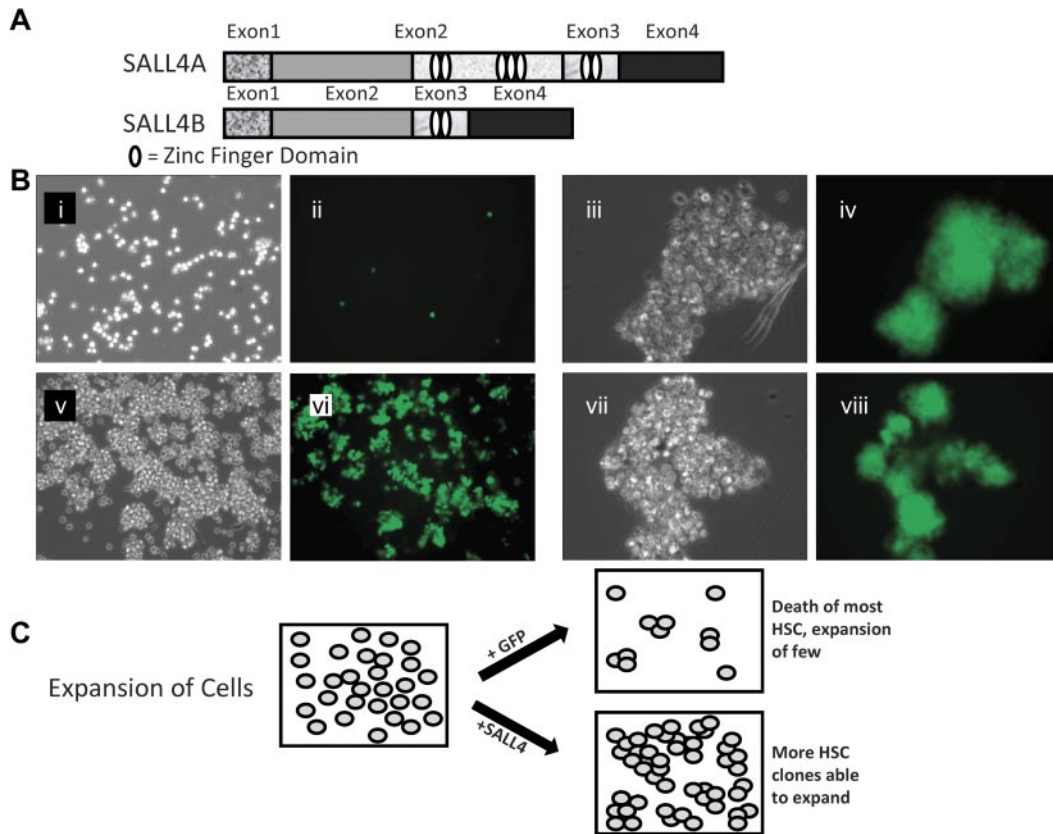 A
Exon1 Exon2 Exon3 Exon4
SALL4A
Exon1 Exon2 Exon3 Exon4
SALL4B
= Zinc Finger Domain
B
i ii iii iv
v vi vii viii
C
Expansion of Cells
+ GFP
+SALL4
Death of most
HSC, expansion
of few
More HSC
clones able
to expand